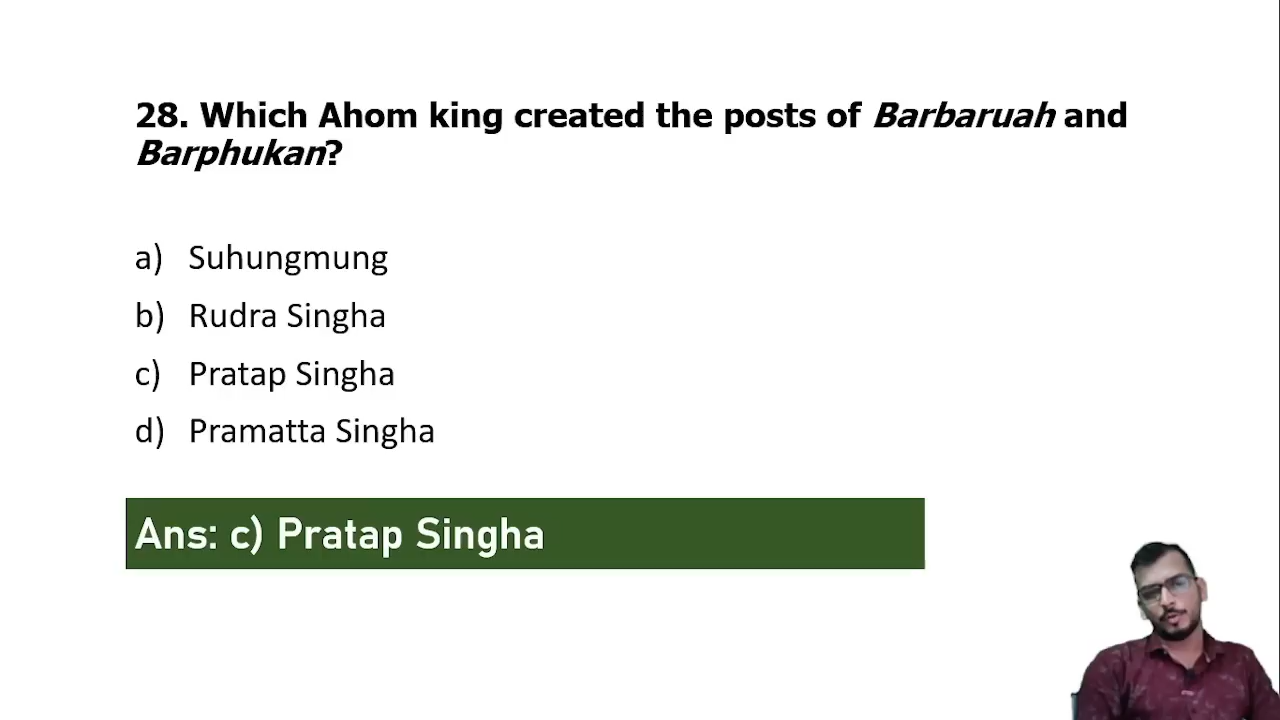 28. Which Ahom king created the posts of Barbaruah and
Barphukan?
a) Suhungmung
b) Rudra Singha
c) Pratap Singha
d) Pramatta Singha
Ans: c) Pratap Singha